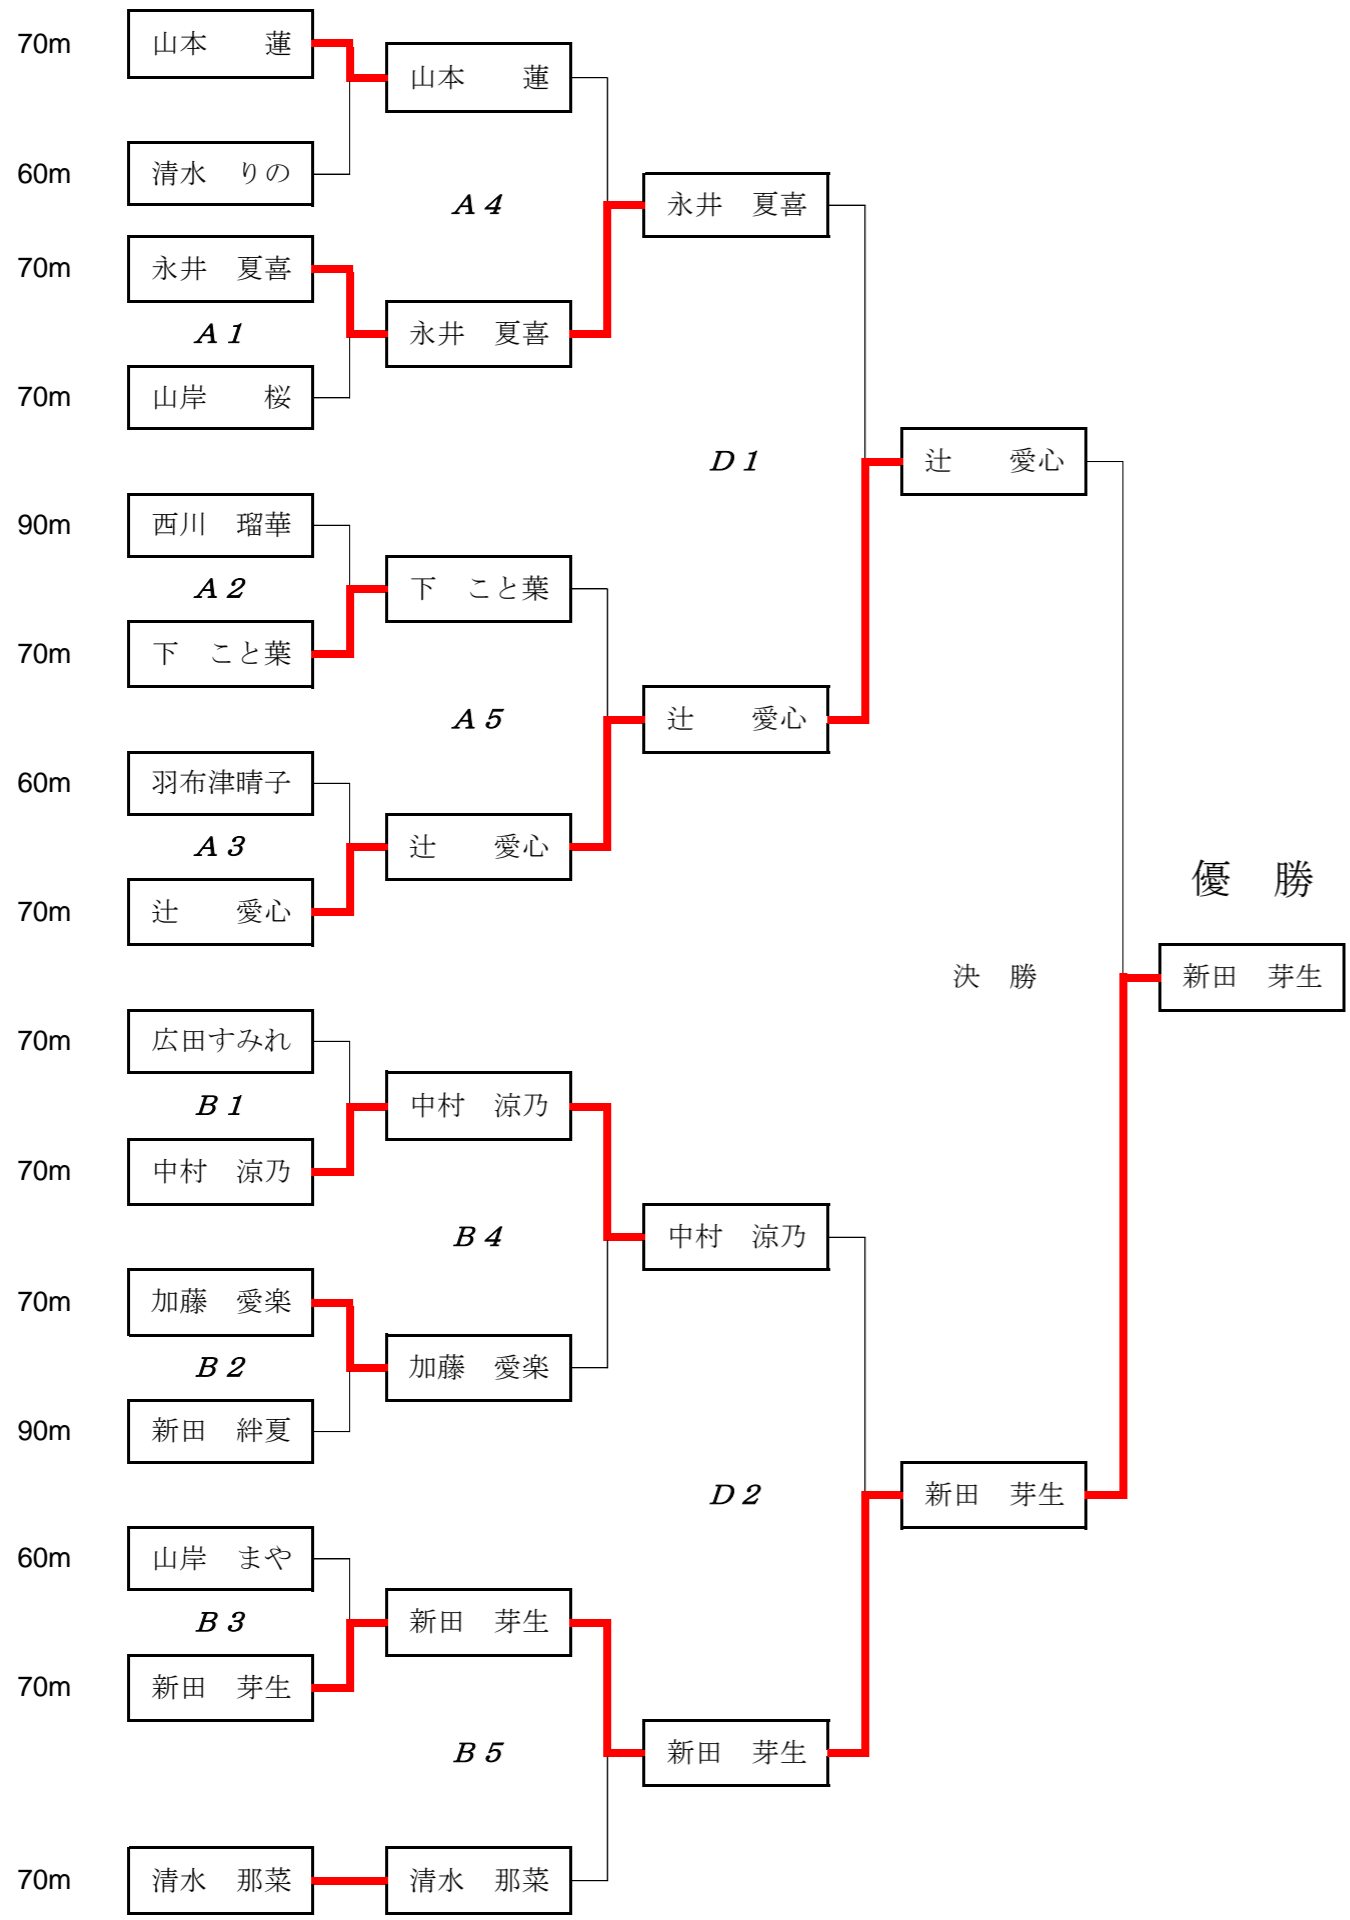 70m 山本　　蓮
山本　　蓮
60m 清水　りの
A 4
永井　夏喜
70m 永井　夏喜
A 1
永井　夏喜
70m 山岸　　桜
D 1
辻　　愛心
90m 西川　瑠華
A 2
下　こと葉
70m 下　こと葉
A 5
辻　　愛心
60m 羽布津晴子
A 3
辻　　愛心
70m 辻　　愛心
優　勝
決　勝
新田　芽生
70m 広田すみれ
B 1
中村　涼乃
70m 中村　涼乃
B 4
中村　涼乃
70m 加藤　愛楽
B 2
加藤　愛楽
90m 新田　絆夏
D 2
新田　芽生
60m 山岸　まや
B 3
新田　芽生
70m 新田　芽生
B 5
新田　芽生
70m 清水　那菜
清水　那菜